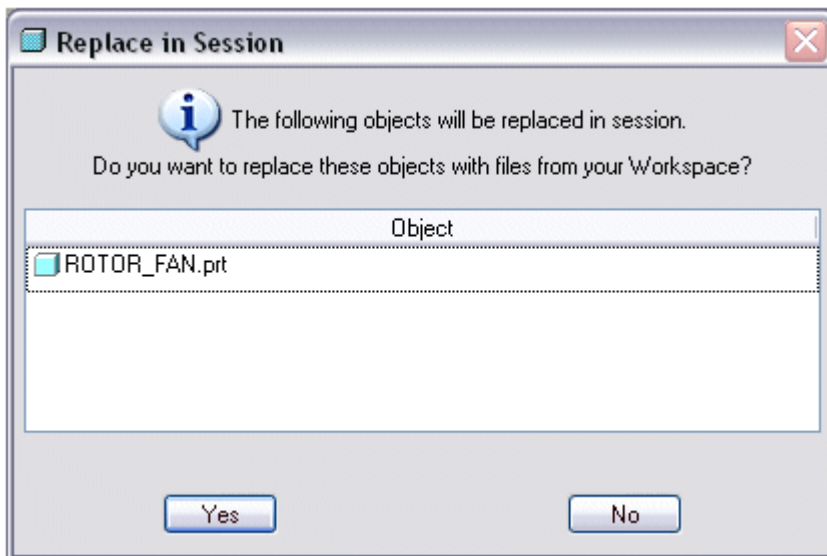 Replace in Session
The following objects will be replaced in session.
Do you want to replace these objects with files from your Workspace?
Object
ROTOR_FAN.prt
Yes No